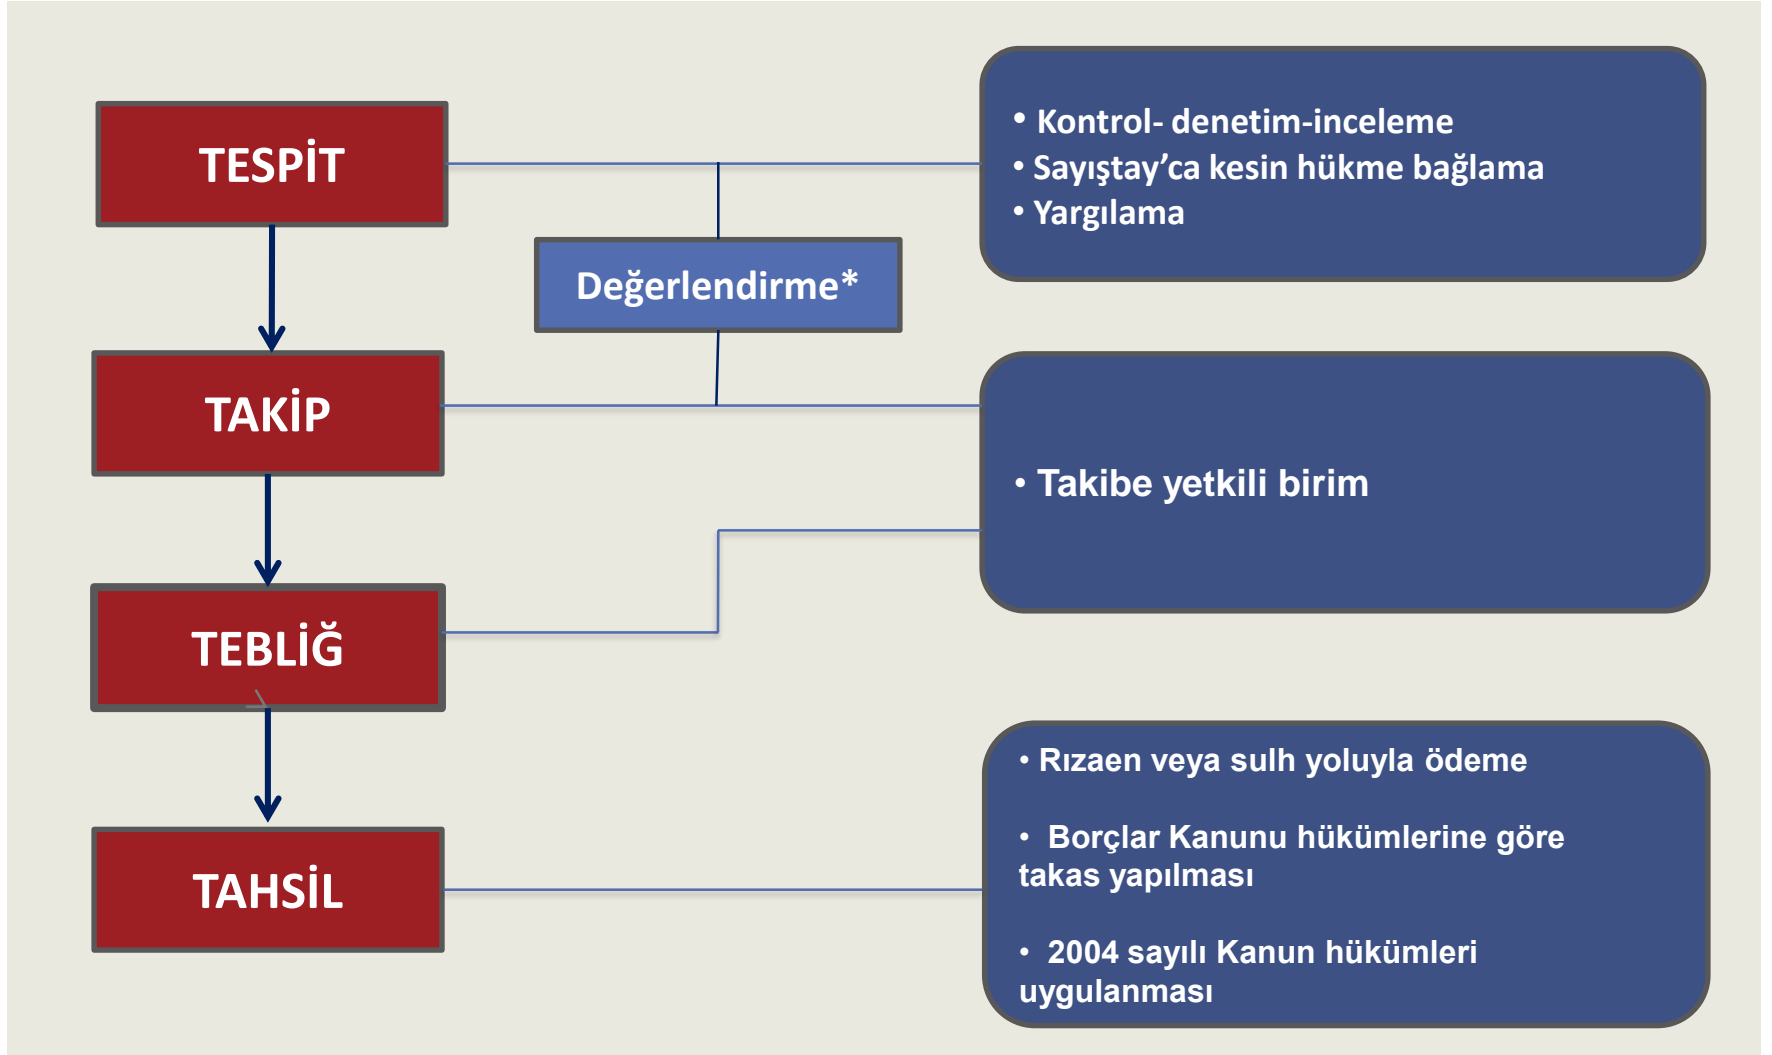 TESPİT
• Kontrol- denetim-inceleme
• Sayıştay’ca kesin hükme bağlama
• Yargılama
Değerlendirme*
TAKİP
• Takibe yetkili birim
TEBLİĞ
• Rızaen veya sulh yoluyla ödeme
• Borçlar Kanunu hükümlerine göre
takas yapılması
TAHSİL
• 2004 sayılı Kanun hükümleri
uygulanması